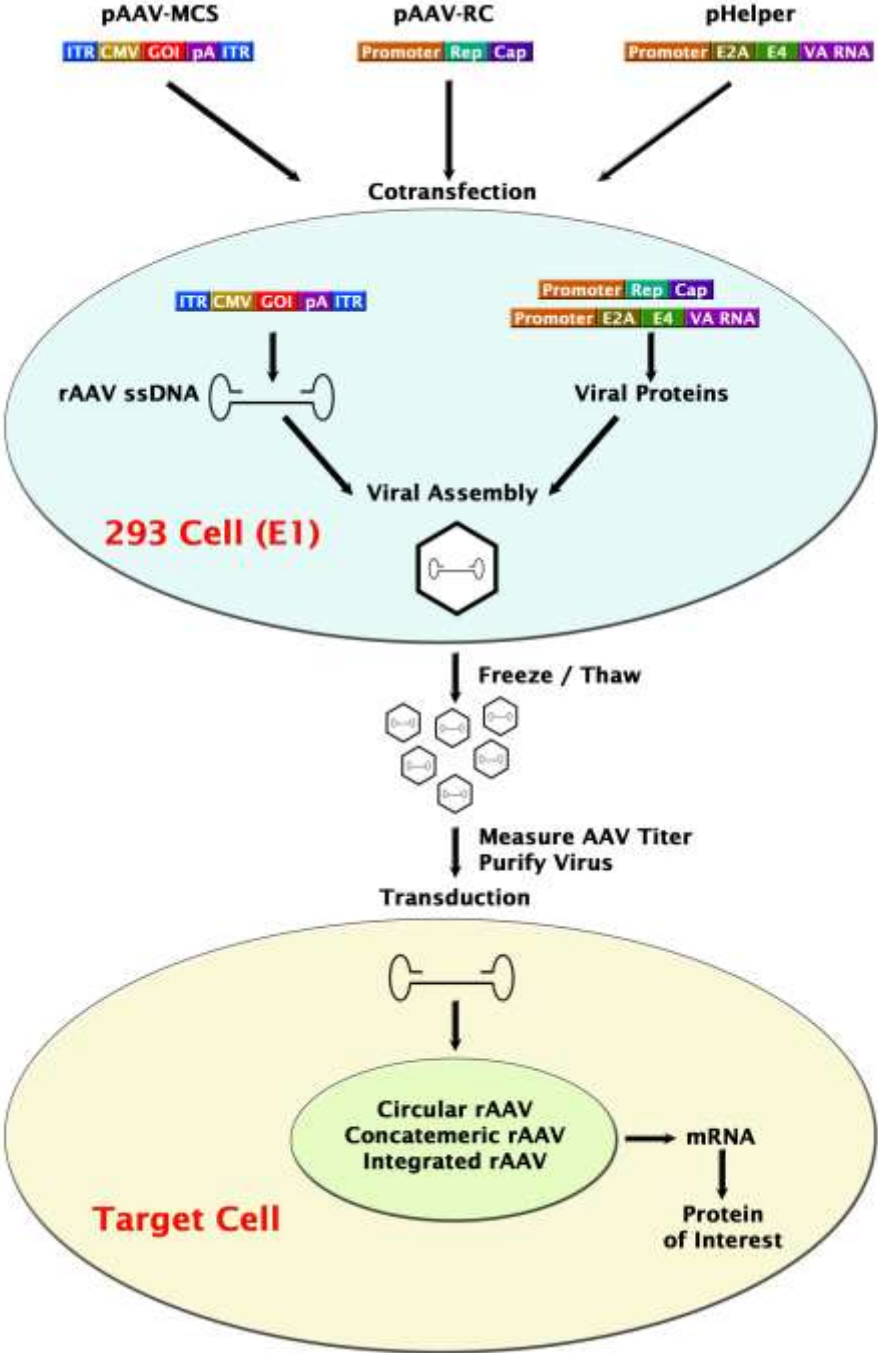 pAAV-MCS
pAAV-RC
pHelper
ITR CMV GOI pA ITR
Promoter Rep Cap
Promoter E2A E4 VA RNA
Cotransfection
ITR CMV GOI pA ITR
Promoter Rep Cap
Promoter E2A E4 VA RNA
rAAV ssDNA
Viral Proteins
Viral Assembly
293 Cell (E1)
Freeze / Thaw
Measure AAV Titer
Purify Virus
Transduction
Circular rAAV
Concatemeric rAAV
Integrated rAAV
mRNA
Protein
of Interest
Target Cell